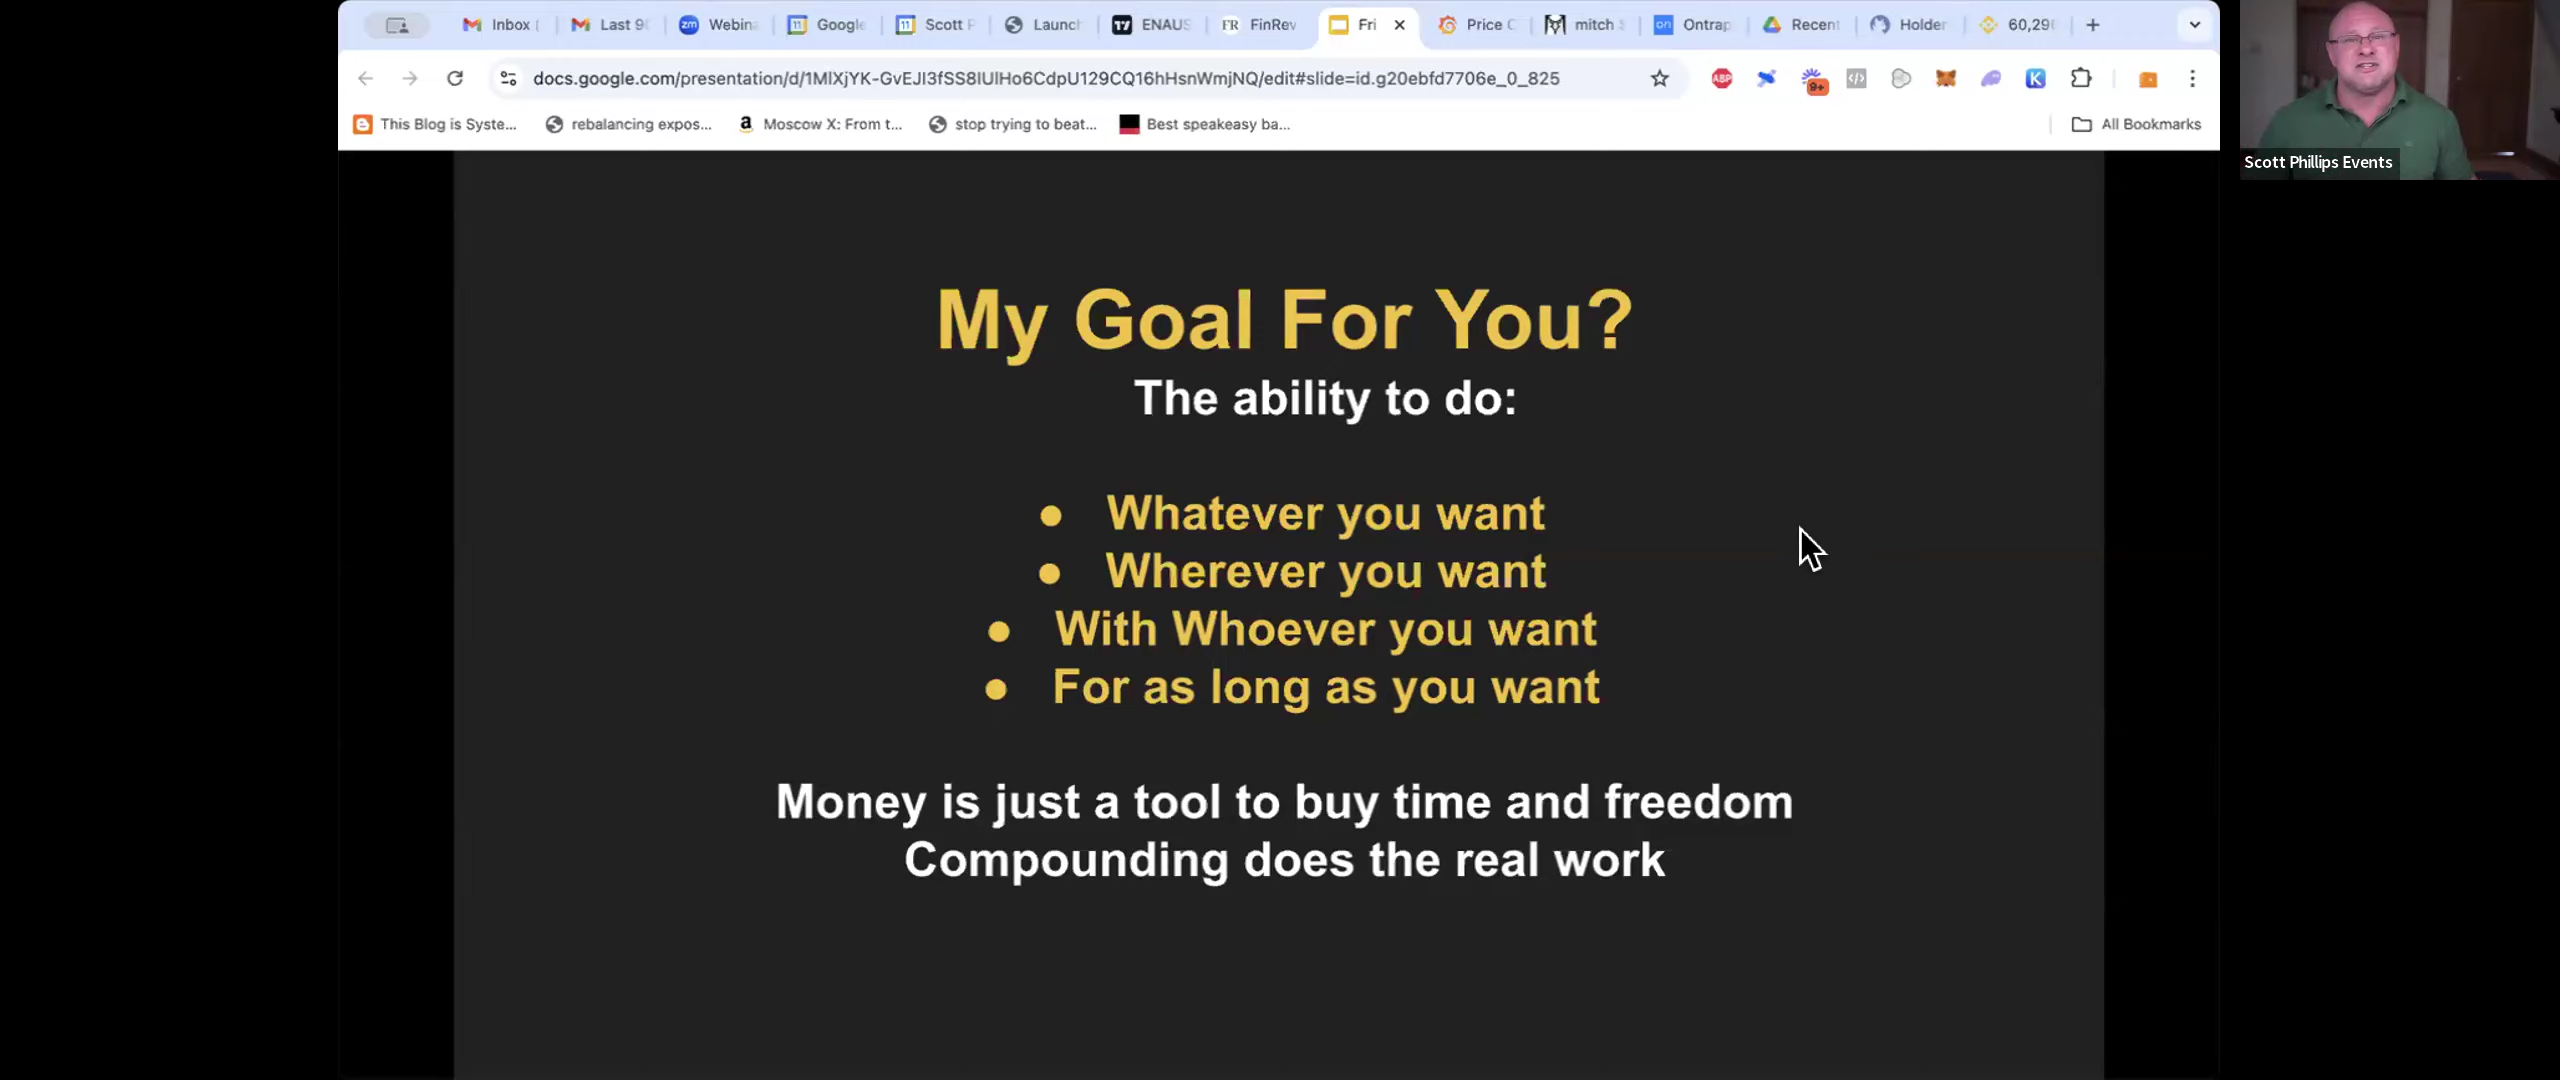 Inbox (
Last 9
Webina
Google
Scott P
Launch
ENAUS
FinRev
Fri
Price C
mitch
Ontrap
Recent
Holder
60,29
docs.google.com/presentation/d/1MlXjYK-GvEJl3fSS8IUlHo6CdpU129CQ16hHsnWmjNQ/edit#slide=id.g20ebfd7706e_0_825
ABP
9+
This Blog is Syste...
rebalancing expos...
Moscow X: From t...
stop trying to beat...
Best speakeasy ba...
All Bookmarks
Scott Phillips Events
My Goal For You?
The ability to do:
● Whatever you want
● Wherever you want
● With Whoever you want
● For as long as you want
Money is just a tool to buy time and freedom
Compounding does the real work